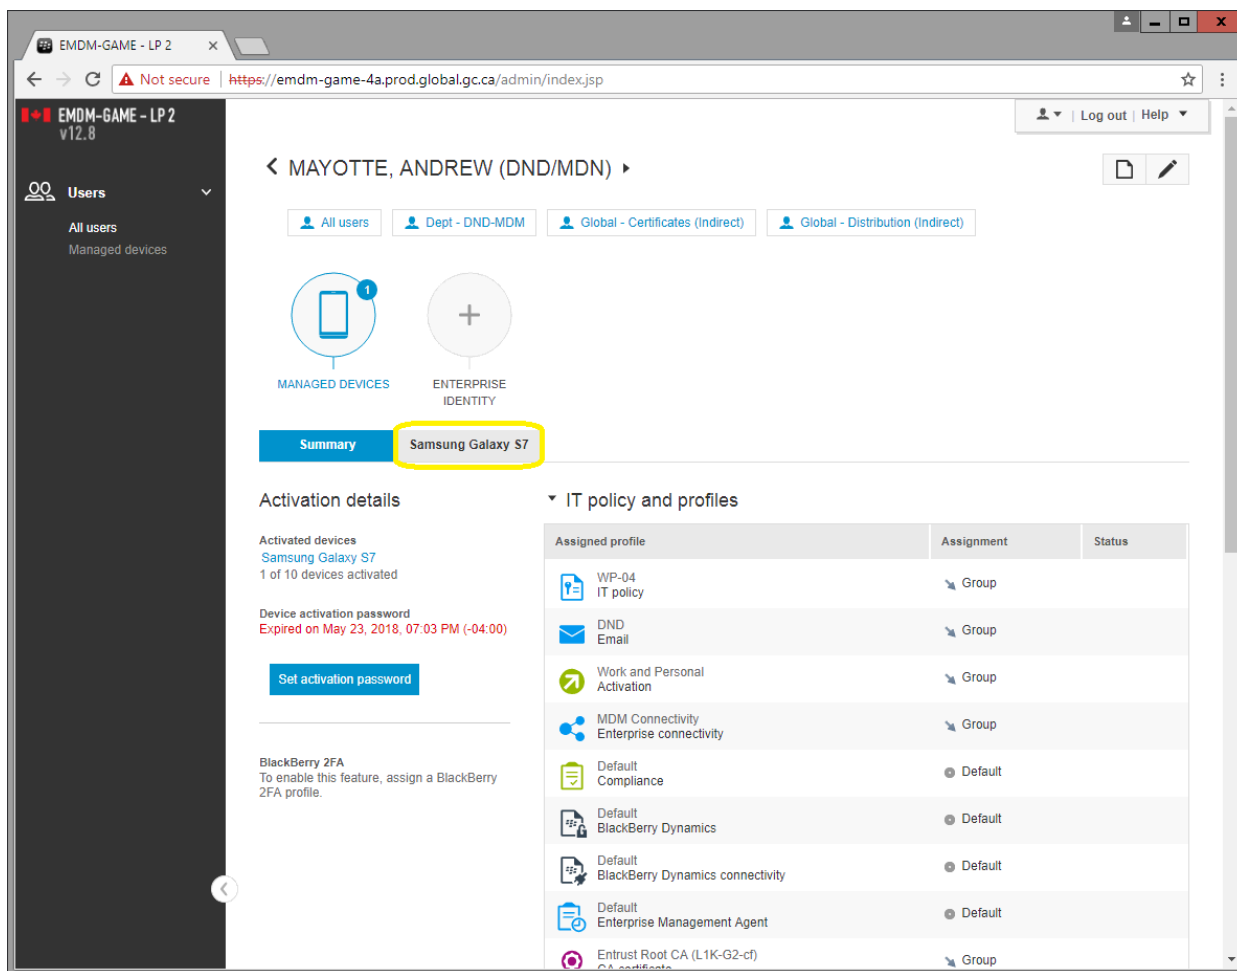 EMDM-GAME - LP 2
Not secure | https://emdm-game-4a.prod.global.gc.ca/admin/index.jsp
EMDM-GAME - LP 2
v12.8
Log out | Help
Users
All users
Managed devices
MAYOTTE, ANDREW (DND/MDN)
All users
Dept - DND-MDM
Global - Certificates (Indirect)
Global - Distribution (Indirect)
1
MANAGED DEVICES
ENTERPRISE
IDENTITY
Summary
Samsung Galaxy S7
Activation details
Activated devices
Samsung Galaxy S7
1 of 10 devices activated
Device activation password
Expired on May 23, 2018, 07:03 PM (-04:00)
Set activation password
BlackBerry 2FA
To enable this feature, assign a BlackBerry
2FA profile.
IT policy and profiles
Assigned profile Assignment Status
WP-04
IT policy
Group
DND
Email
Group
Work and Personal
Activation
Group
MDM Connectivity
Enterprise connectivity
Group
Default
Compliance
Default
Default
BlackBerry Dynamics
Default
Default
BlackBerry Dynamics connectivity
Default
Default
Enterprise Management Agent
Default
Entrust Root CA (L1K-G2-cf)
CA certificate
Group